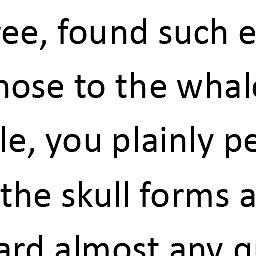 ree, found such e
hose to the whale
le, you plainly pe
the skull forms a
ard almost any